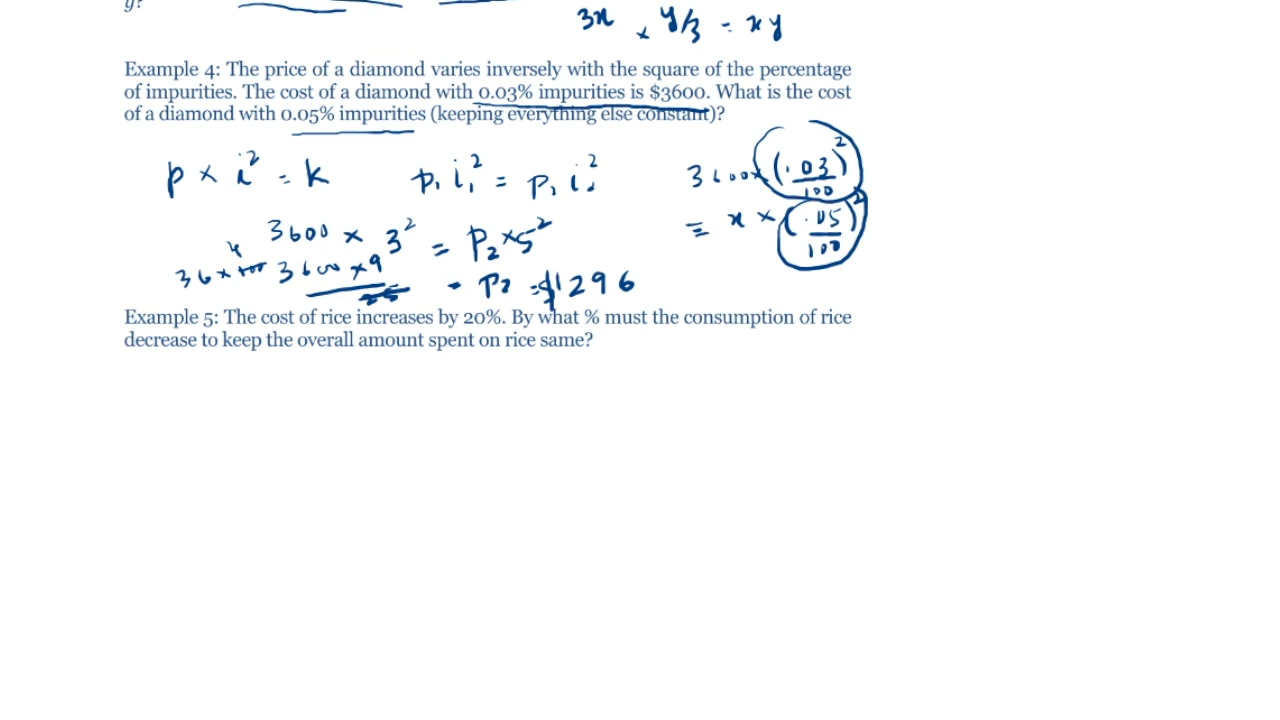 y?
3x × y/3 = xy
Example 4: The price of a diamond varies inversely with the square of the percentage
of impurities. The cost of a diamond with 0.03% impurities is $3600. What is the cost
of a diamond with 0.05% impurities (keeping everything else constant)?
p × i² = k
p₁ i₁² = p₂ i₂²
3600 × (.03/100)²
= x × (.05/100)²
3600 × 3² = P₂ × 5²
4
36 × 100
3600 × 9
25
= P₂ = $1296
Example 5: The cost of rice increases by 20%. By what % must the consumption of rice
decrease to keep the overall amount spent on rice same?